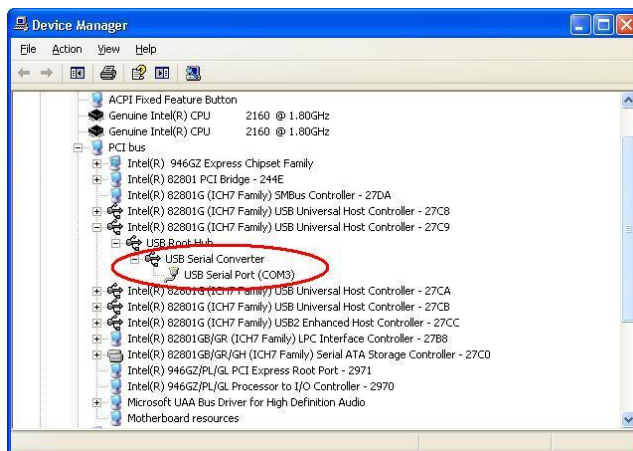 Device Manager
File Action View Help
ACPI Fixed Feature Button
Genuine Intel(R) CPU 2160 @ 1.80GHz
Genuine Intel(R) CPU 2160 @ 1.80GHz
PCI bus
Intel(R) 946GZ Express Chipset Family
Intel(R) 82801 PCI Bridge - 244E
Intel(R) 82801G (ICH7 Family) SMBus Controller - 27DA
Intel(R) 82801G (ICH7 Family) USB Universal Host Controller - 27C8
Intel(R) 82801G (ICH7 Family) USB Universal Host Controller - 27C9
USB Root Hub
USB Serial Converter
USB Serial Port (COM3)
Intel(R) 82801G (ICH7 Family) USB Universal Host Controller - 27CA
Intel(R) 82801G (ICH7 Family) USB Universal Host Controller - 27CB
Intel(R) 82801G (ICH7 Family) USB2 Enhanced Host Controller - 27CC
Intel(R) 82801GB/GR (ICH7 Family) LPC Interface Controller - 27B8
Intel(R) 82801GB/GR/GH (ICH7 Family) Serial ATA Storage Controller - 27C0
Intel(R) 946GZ/PL/GL PCI Express Root Port - 2971
Intel(R) 946GZ/PL/GL Processor to I/O Controller - 2970
Microsoft UAA Bus Driver for High Definition Audio
Motherboard resources